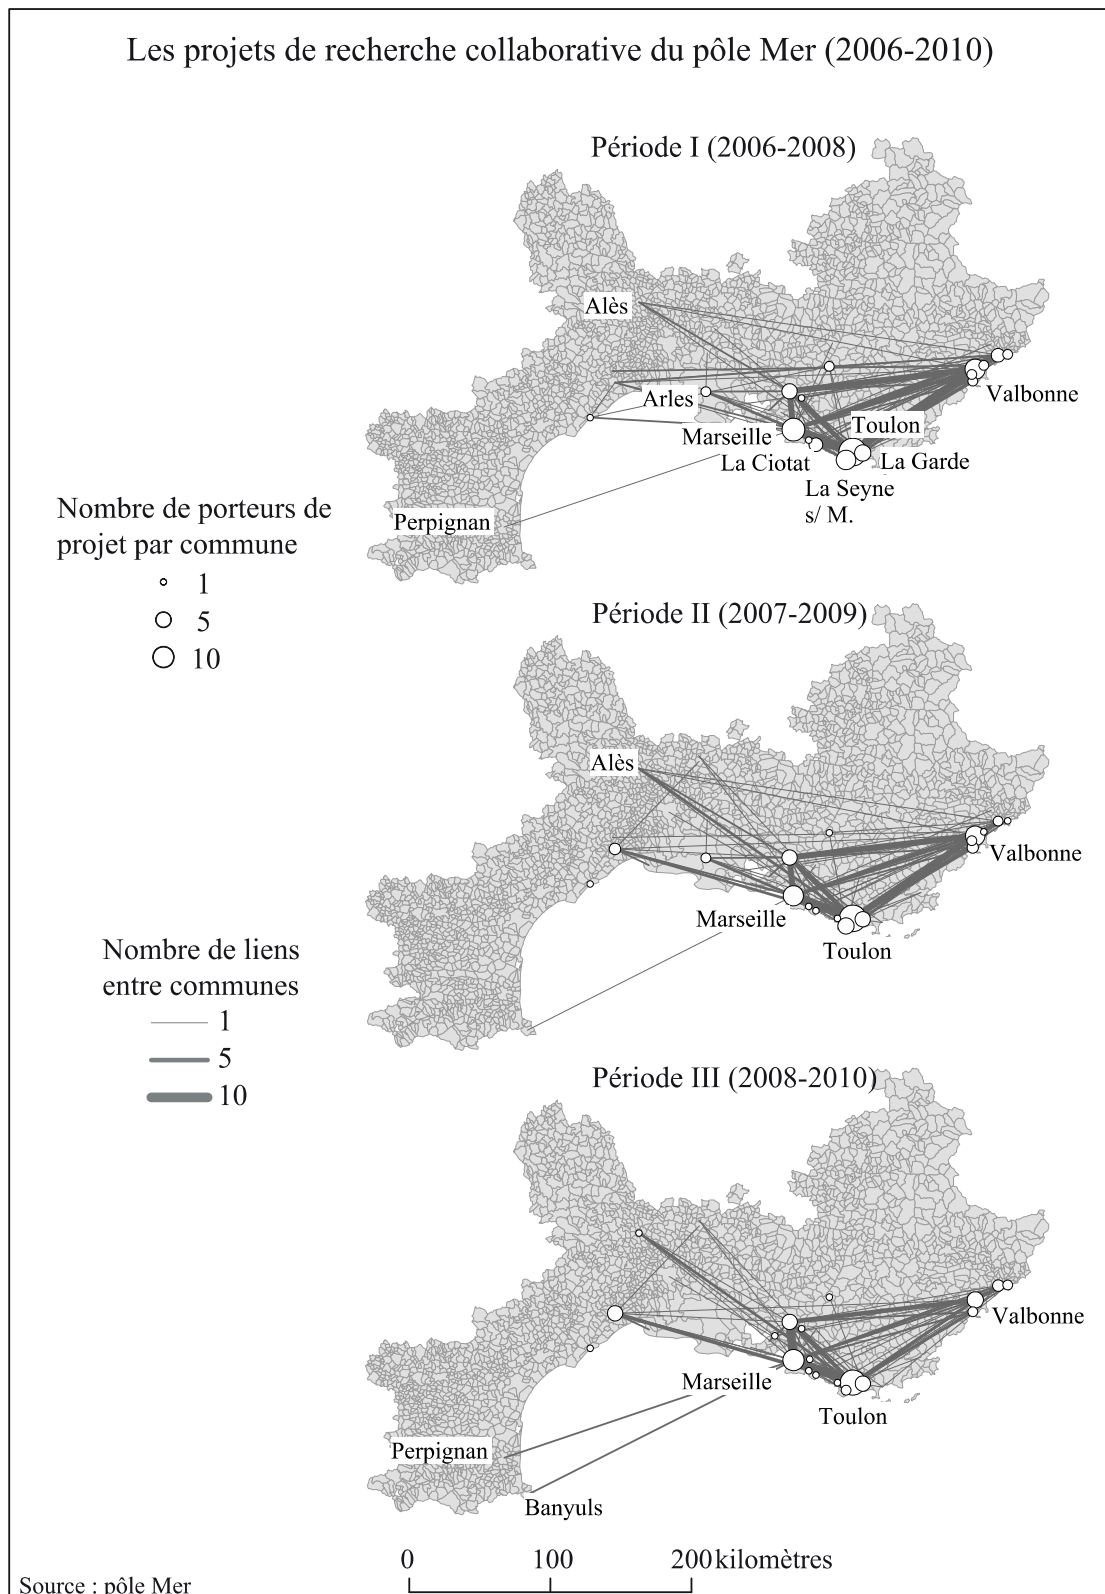 Les projets de recherche collaborative du pôle Mer (2006-2010)
Période I (2006-2008)
Alès
Arles
Valbonne
Marseille
Toulon
La Ciotat
La Garde
La Seyne
s/ M.
Perpignan
Nombre de porteurs de
projet par commune
1
5
10
Période II (2007-2009)
Alès
Valbonne
Marseille
Toulon
Nombre de liens
entre communes
1
5
10
Période III (2008-2010)
Valbonne
Marseille
Toulon
Perpignan
Banyuls
0 100 200 kilomètres
Source : pôle Mer